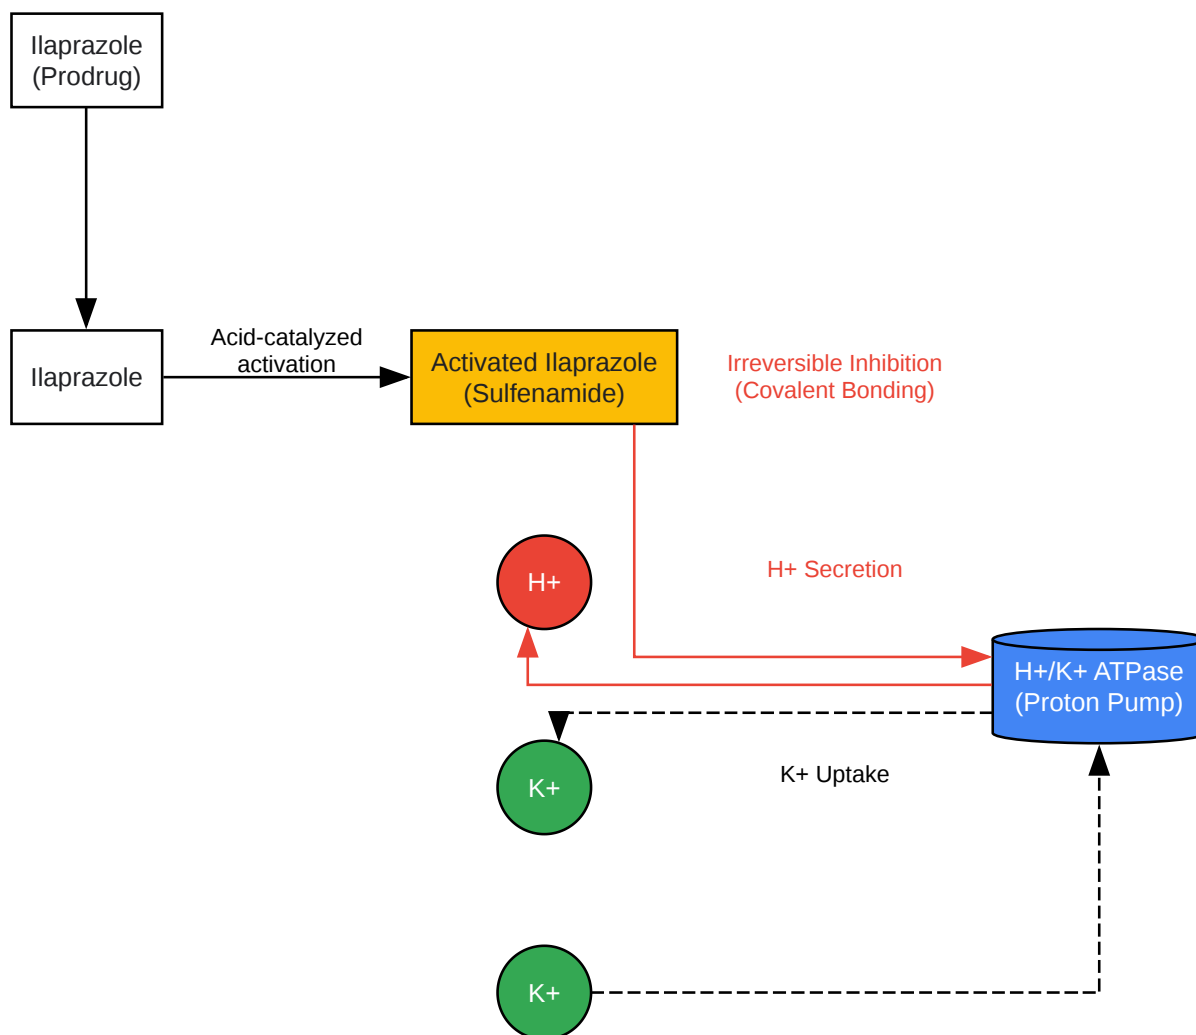 Ilaprazole
(Prodrug)
Ilaprazole
Acid-catalyzed
activation
Activated Ilaprazole
(Sulfenamide)
Irreversible Inhibition
(Covalent Bonding)
H+
H+ Secretion
H+/K+ ATPase
(Proton Pump)
K+
K+ Uptake
K+